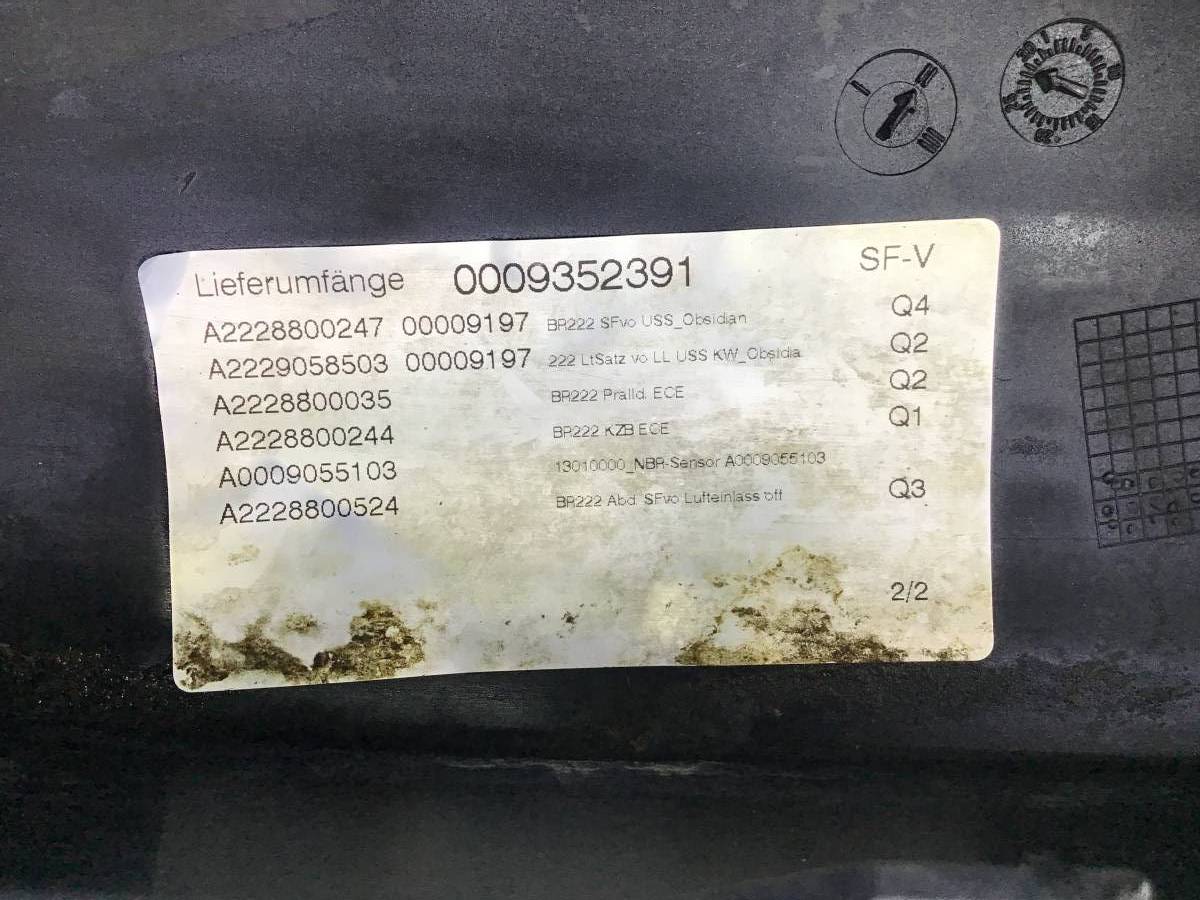 Lieferumfänge 0009352391 SF-V
A2228800247 00009197 BR222 SFvo USS_Obsidian Q4
A2229058503 00009197 222 LtSatz vo LL USS KW_Obsidia Q2
A2228800035 BR222 Pralld. ECE Q2
A2228800244 BR222 KZB ECE Q1
A0009055103 13010000_NBR-Sensor A0009055103
A2228800524 BR222 Abd. SFvo Lufteinlass off Q3
2/2